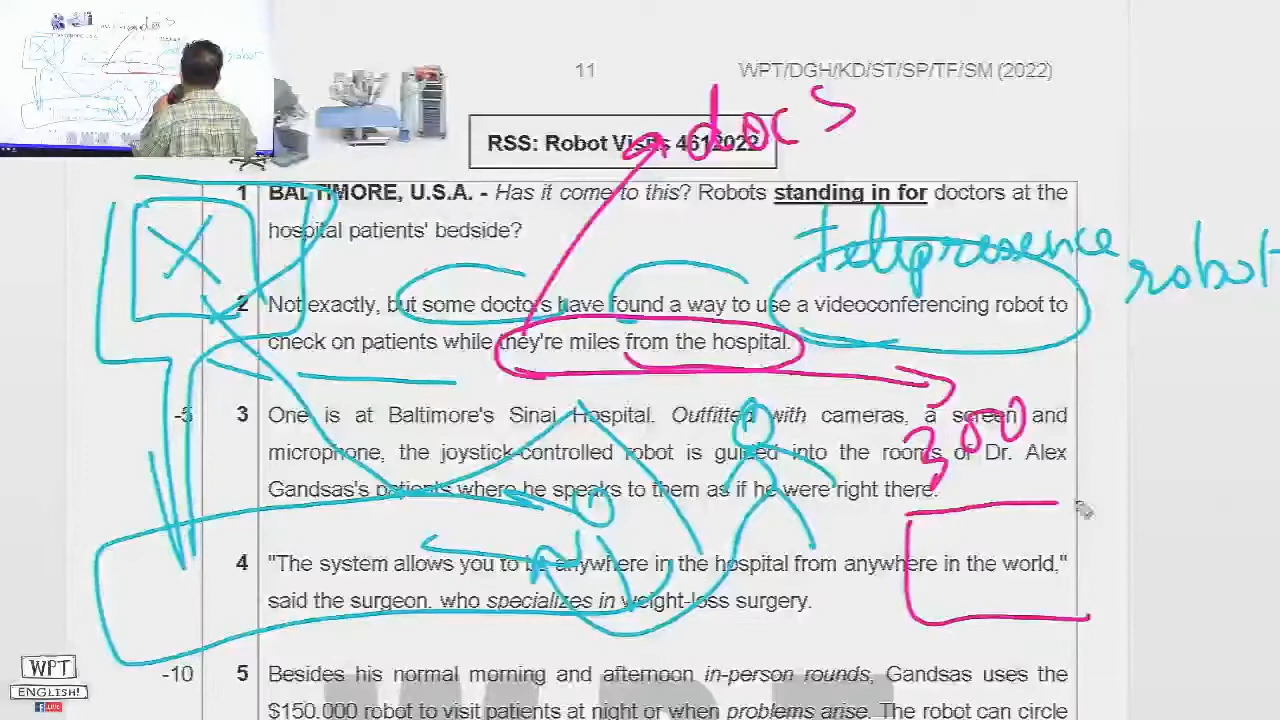 11
WPT/DGH/KD/ST/SP/TF/SM (2022)
docs
RSS: Robot Visits 4612022
1 BALTIMORE, U.S.A. - Has it come to this? Robots standing in for doctors at the
hospital patients' bedside?
telepresence
robot
2 Not exactly, but some doctors have found a way to use a videoconferencing robot to
check on patients while they're miles from the hospital.
300
-5 3 One is at Baltimore's Sinai Hospital. Outfitted with cameras, a screen and
microphone, the joystick-controlled robot is guided into the rooms of Dr. Alex
Gandsas's patients where he speaks to them as if he were right there.
4 "The system allows you to be anywhere in the hospital from anywhere in the world,"
said the surgeon. who specializes in weight-loss surgery.
-10 5 Besides his normal morning and afternoon in-person rounds, Gandsas uses the
$150.000 robot to visit patients at night or when problems arise. The robot can circle
WPT
ENGLISH!